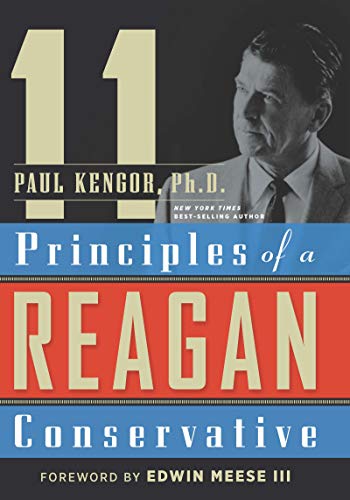 11
PAUL KENGOR, Ph.D.
NEW YORK TIMES
BEST-SELLING AUTHOR
Principles of a
REAGAN
Conservative
FOREWORD BY EDWIN MEESE III